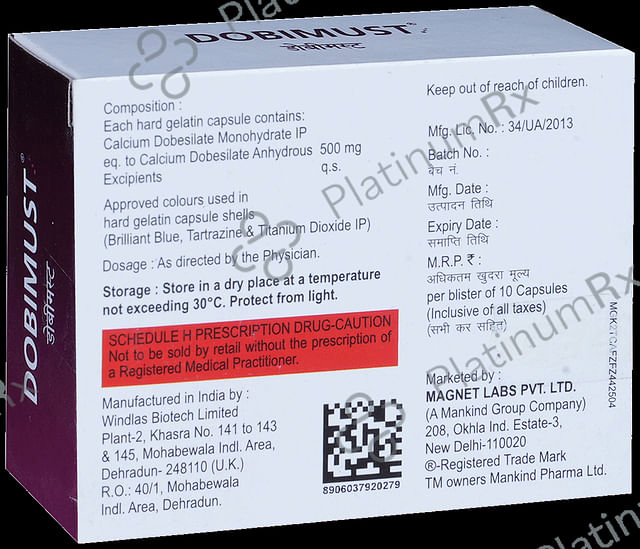 DOBIMUST®
डोबीमस्ट
DOBIMUST®
डोबीमस्ट
Composition :
Each hard gelatin capsule contains:
Calcium Dobesilate Monohydrate IP
eq. to Calcium Dobesilate Anhydrous 500 mg
Excipients q.s.
Approved colours used in
hard gelatin capsule shells
(Brilliant Blue, Tartrazine & Titanium Dioxide IP)
Dosage : As directed by the Physician.
Storage : Store in a dry place at a temperature
not exceeding 30°C. Protect from light.
SCHEDULE H PRESCRIPTION DRUG-CAUTION
Not to be sold by retail without the prescription of
a Registered Medical Practitioner.
Manufactured in India by :
Windlas Biotech Limited
Plant-2, Khasra No. 141 to 143
& 145, Mohabewala Indl. Area,
Dehradun- 248110 (U.K.)
R.O.: 40/1, Mohabewala
Indl. Area, Dehradun.
8906037920279
Keep out of reach of children.
Mfg. Lic. No. : 34/UA/2013
Batch No. :
बैच नं.
Mfg. Date :
उत्पादन तिथि
Expiry Date :
समाप्ति तिथि
M.R.P. ₹ :
अधिकतम खुदरा मूल्य
per blister of 10 Capsules
(Inclusive of all taxes)
(सभी कर सहित)
Marketed by :
MAGNET LABS PVT. LTD.
(A Mankind Group Company)
208, Okhla Ind. Estate-3,
New Delhi-110020
®-Registered Trade Mark
TM owners Mankind Pharma Ltd.
PlatinumRx
PlatinumRx
PlatinumRx